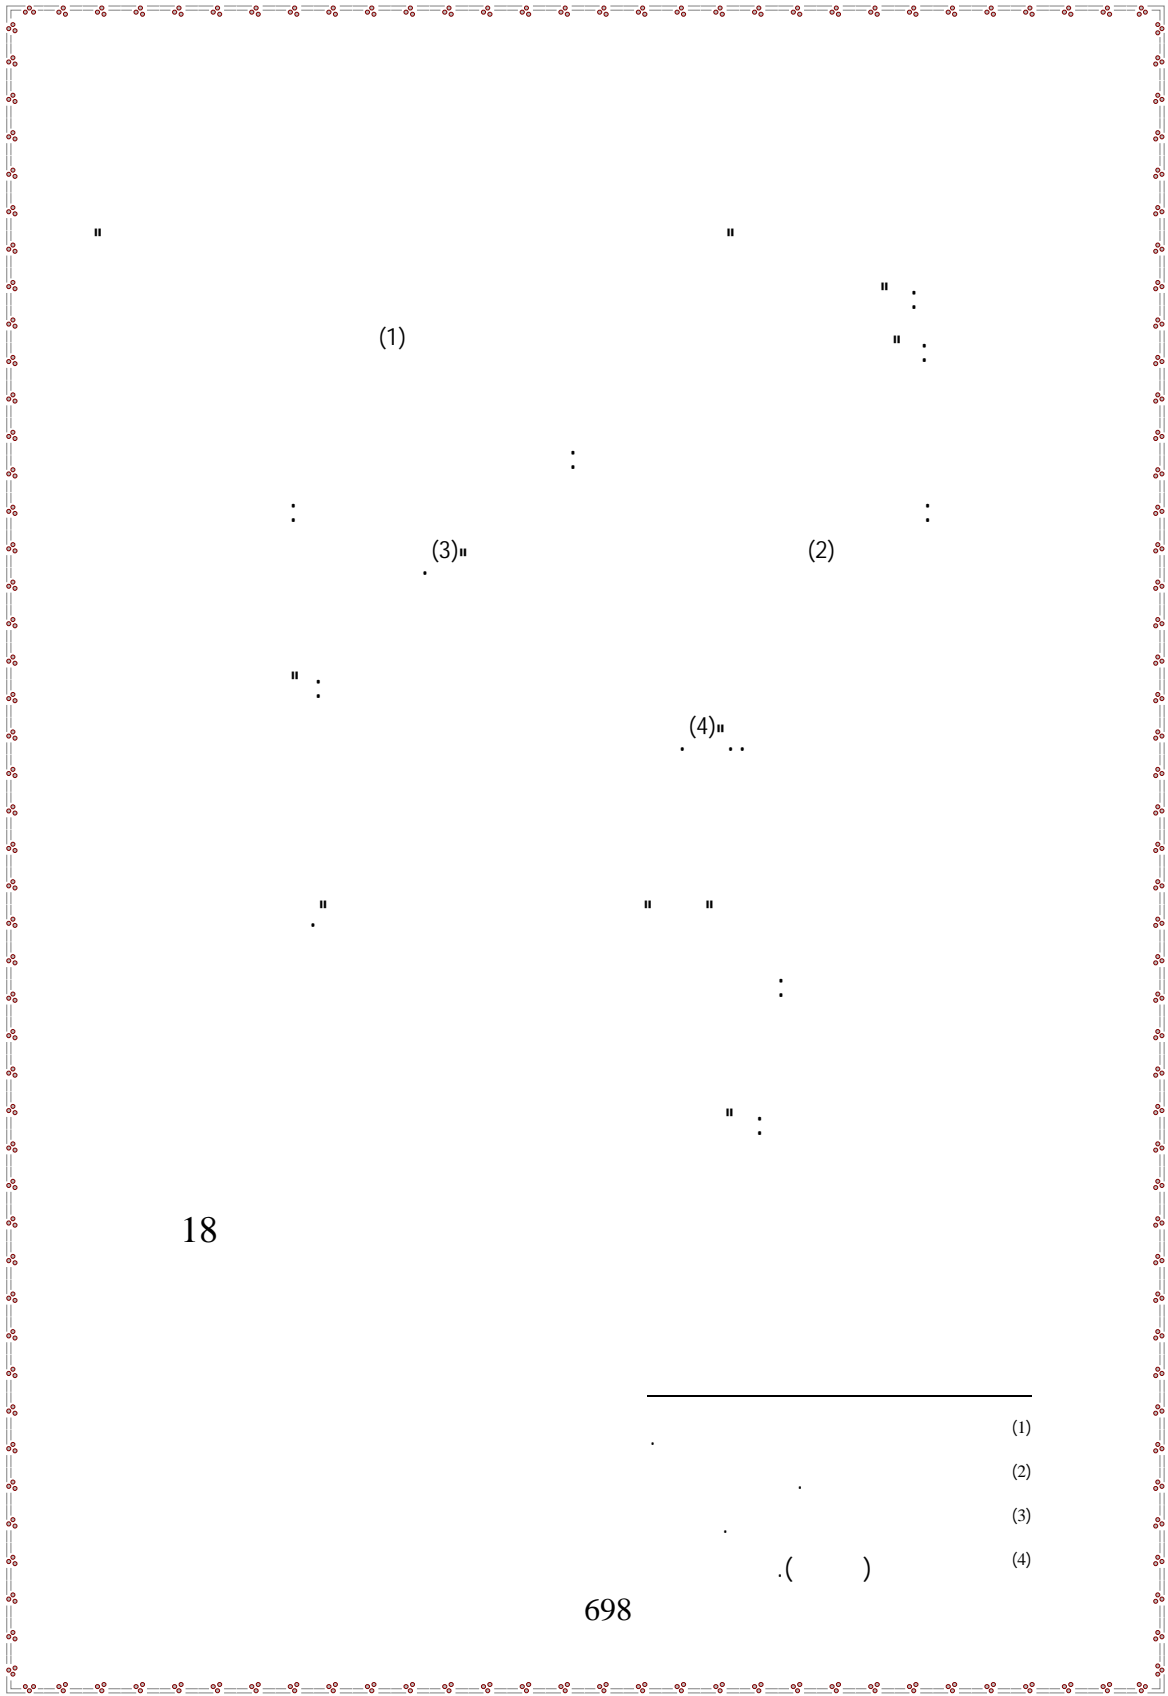 " "
: "
: " (1)
:
: :
(2) "(3) .
: "
"(4) .. .
" " " .
:
: "
18
(1) .
(2) .
(3) .
(4) ( ).
698